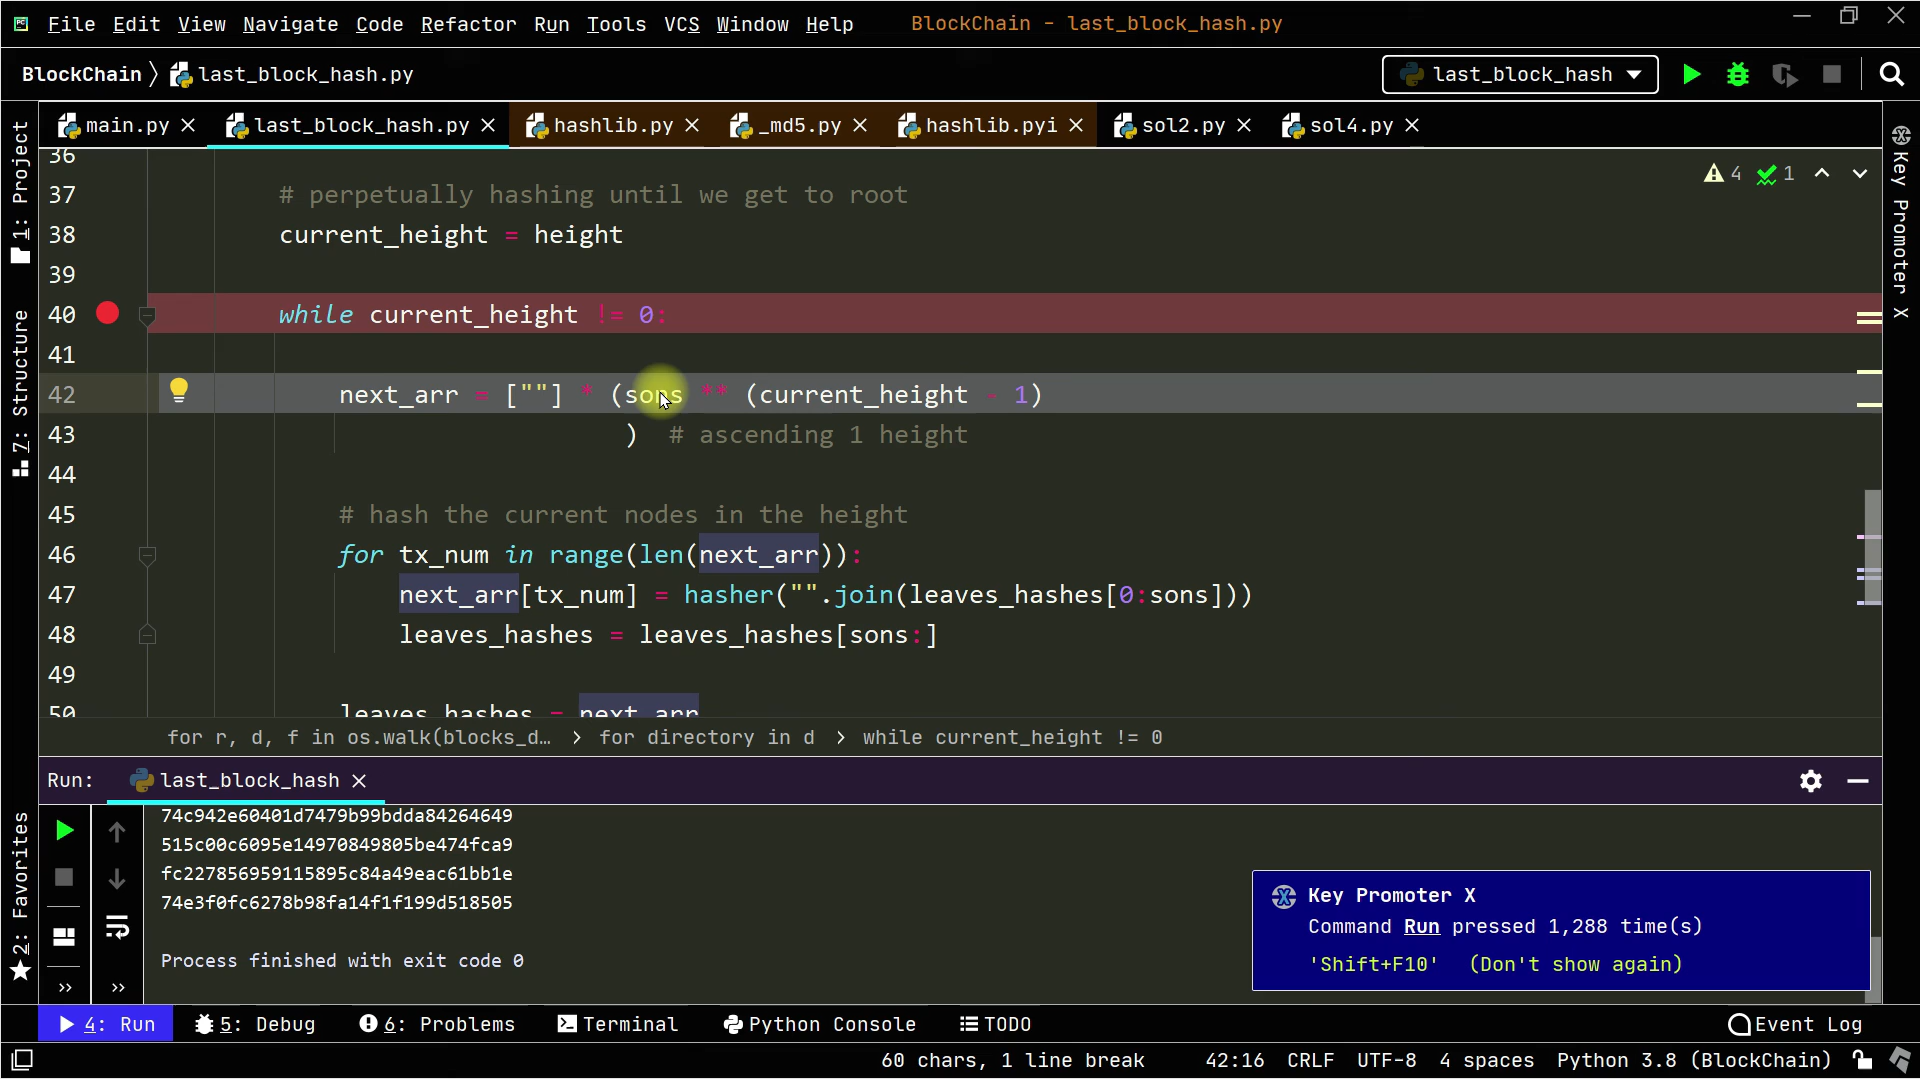 File Edit View Navigate Code Refactor Run Tools VCS Window Help BlockChain - last_block_hash.py
BlockChain last_block_hash.py last_block_hash
main.py last_block_hash.py hashlib.py _md5.py hashlib.pyi sol2.py sol4.py
1: Project
7: Structure
2: Favorites
Key Promoter X
4 1
36
37 # perpetually hashing until we get to root
38 current_height = height
39
40 while current_height != 0:
41
42 next_arr = [""] * (sons ** (current_height - 1)
43 ) # ascending 1 height
44
45 # hash the current nodes in the height
46 for tx_num in range(len(next_arr)):
47 next_arr[tx_num] = hasher("".join(leaves_hashes[0:sons]))
48 leaves_hashes = leaves_hashes[sons:]
49
50 leaves_hashes = next_arr
for r, d, f in os.walk(blocks_d… › for directory in d › while current_height != 0
Run: last_block_hash
74c942e60401d7479b99bdda84264649
515c00c6095e14970849805be474fca9
fc227856959115895c84a49eac61bb1e
74e3f0fc6278b98fa14f1f199d518505
Process finished with exit code 0
Key Promoter X
Command Run pressed 1,288 time(s)
'Shift+F10' (Don't show again)
4: Run 5: Debug 6: Problems Terminal Python Console TODO Event Log
60 chars, 1 line break 42:16 CRLF UTF-8 4 spaces Python 3.8 (BlockChain)